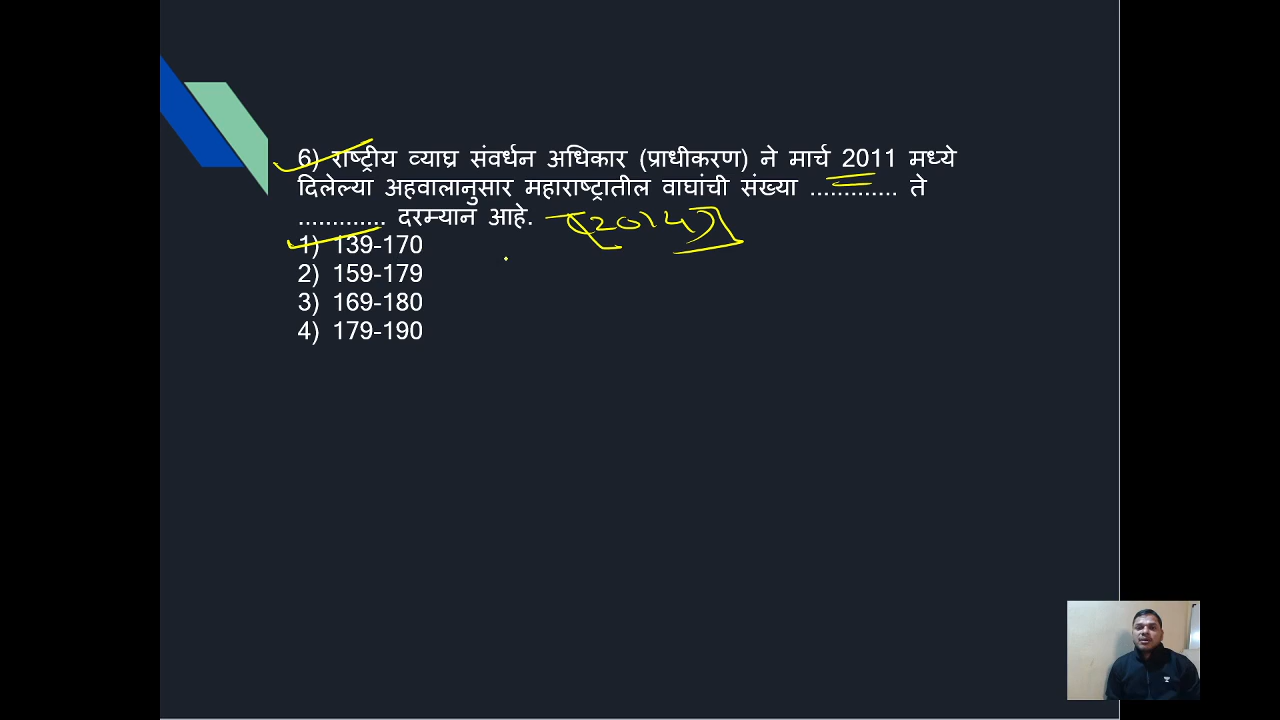 6) राष्ट्रीय व्याघ्र संवर्धन अधिकार (प्राधीकरण) ने मार्च 2011 मध्ये
दिलेल्या अहवालानुसार महाराष्ट्रातील वाघांची संख्या ............. ते
............. दरम्यान आहे. (2014)
1) 139-170
2) 159-179
3) 169-180
4) 179-190